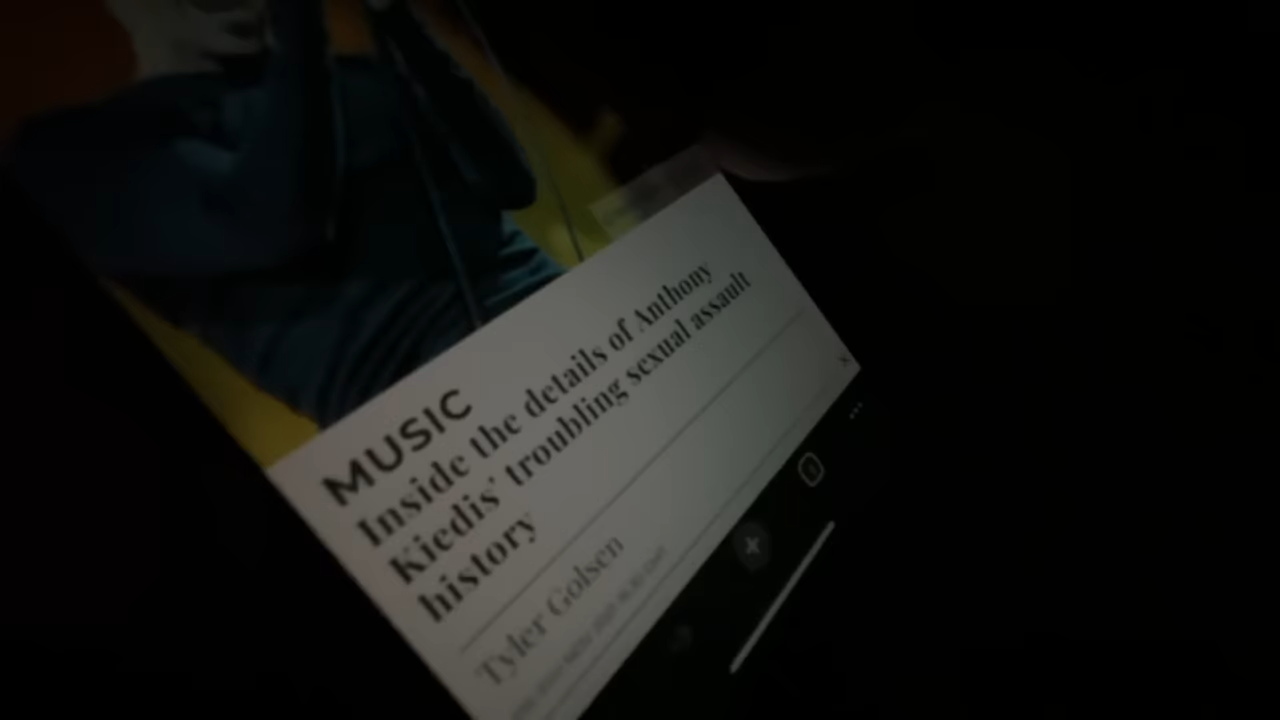 MUSIC
Inside the details of Anthony
Kiedis' troubling sexual assault
history
Tyler Golsen